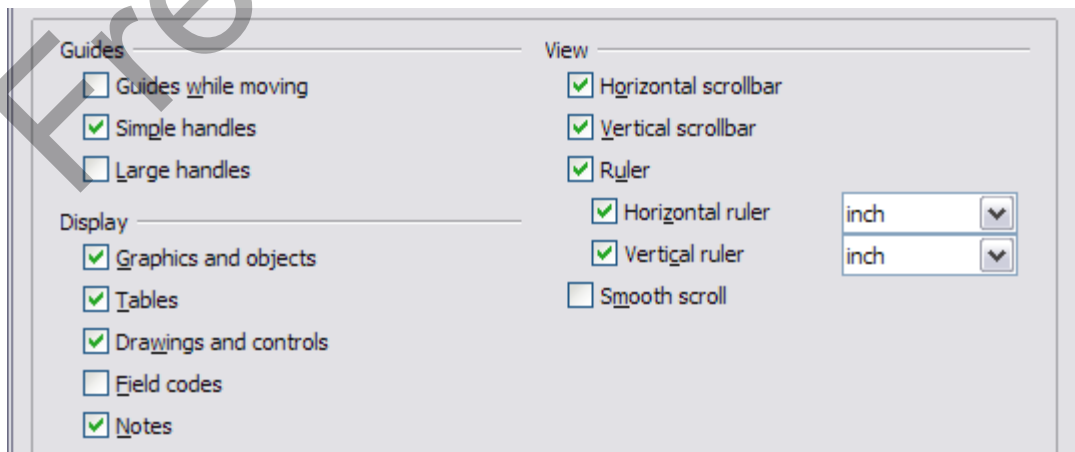 Guides
Guides while moving
Simple handles
Large handles
Display
Graphics and objects
Tables
Drawings and controls
Field codes
Notes
View
Horizontal scrollbar
Vertical scrollbar
Ruler
Horizontal ruler inch
Vertical ruler inch
Smooth scroll
Fre